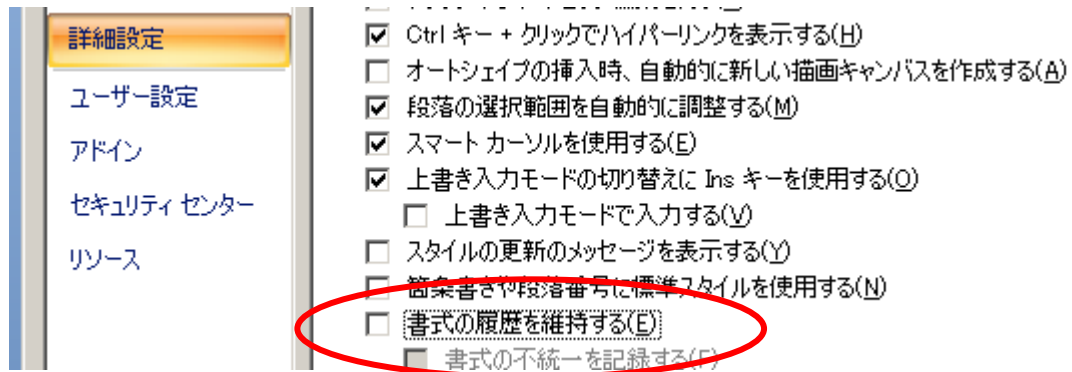 詳細設定
ユーザー設定
アドイン
セキュリティ センター
リソース
Ctrl キー + クリックでハイパーリンクを表示する(H)
オートシェイプの挿入時、自動的に新しい描画キャンバスを作成する(A)
段落の選択範囲を自動的に調整する(M)
スマート カーソルを使用する(E)
上書き入力モードの切り替えに Ins キーを使用する(O)
上書き入力モードで入力する(V)
スタイルの更新のメッセージを表示する(Y)
箇条書きや段落番号に標準スタイルを使用する(N)
書式の履歴を維持する(E)
書式の不統一を記録する(F)